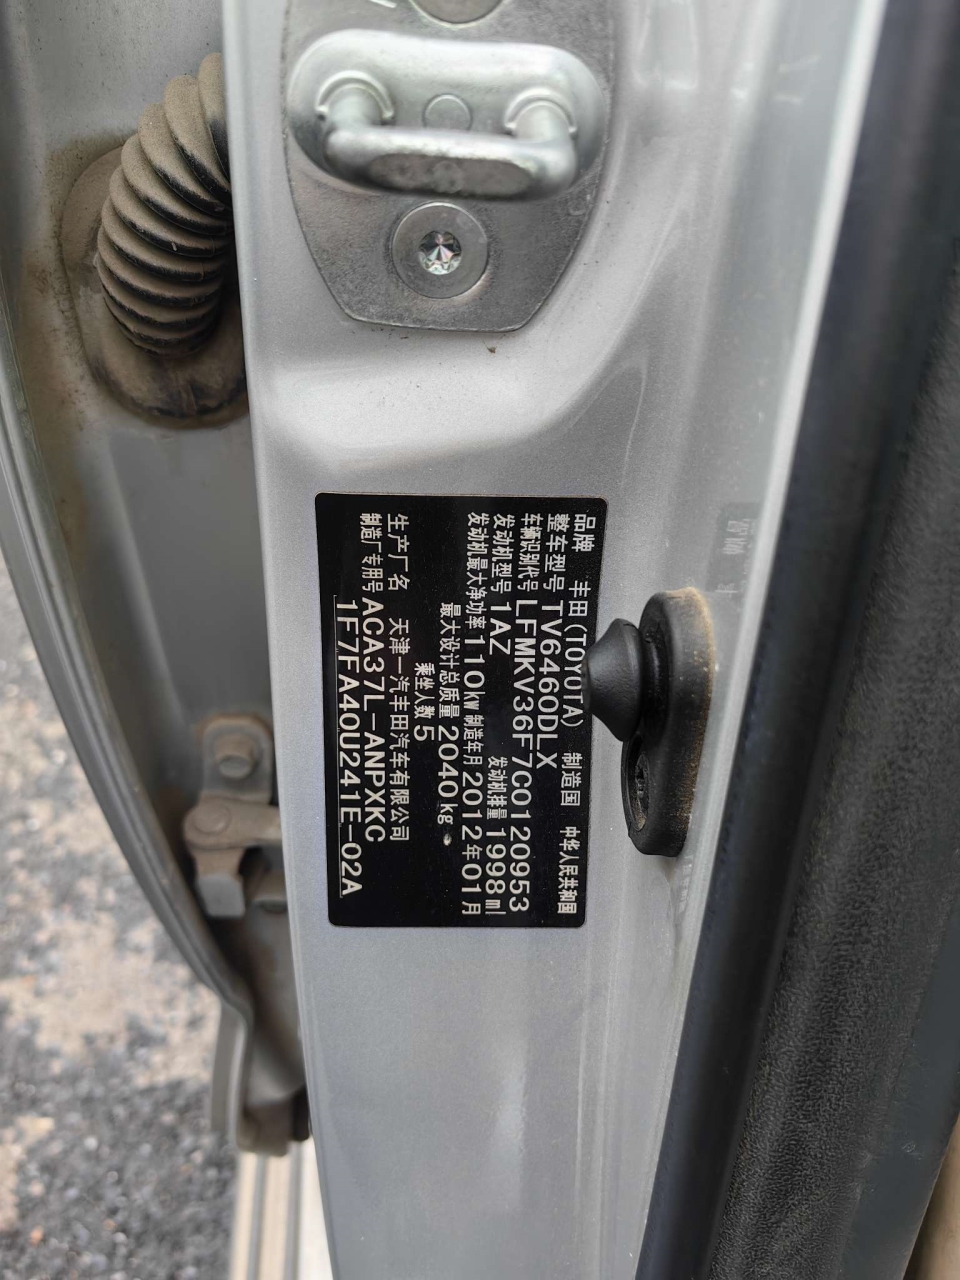 品牌 丰田(TOYOTA) 制造国 中华人民共和国
整车型号 TV6460DLX
车辆识别代号 LFMKV36F7C0120953
发动机型号 1AZ 发动机排量 1998ml
发动机最大净功率 110kw 制造年月 2012年01月
最大设计总质量 2040kg
乘坐人数 5
生产厂名 天津一汽丰田汽车有限公司
制造厂专用号 ACA37L-ANPXKC
1F7FA40U241E-02A